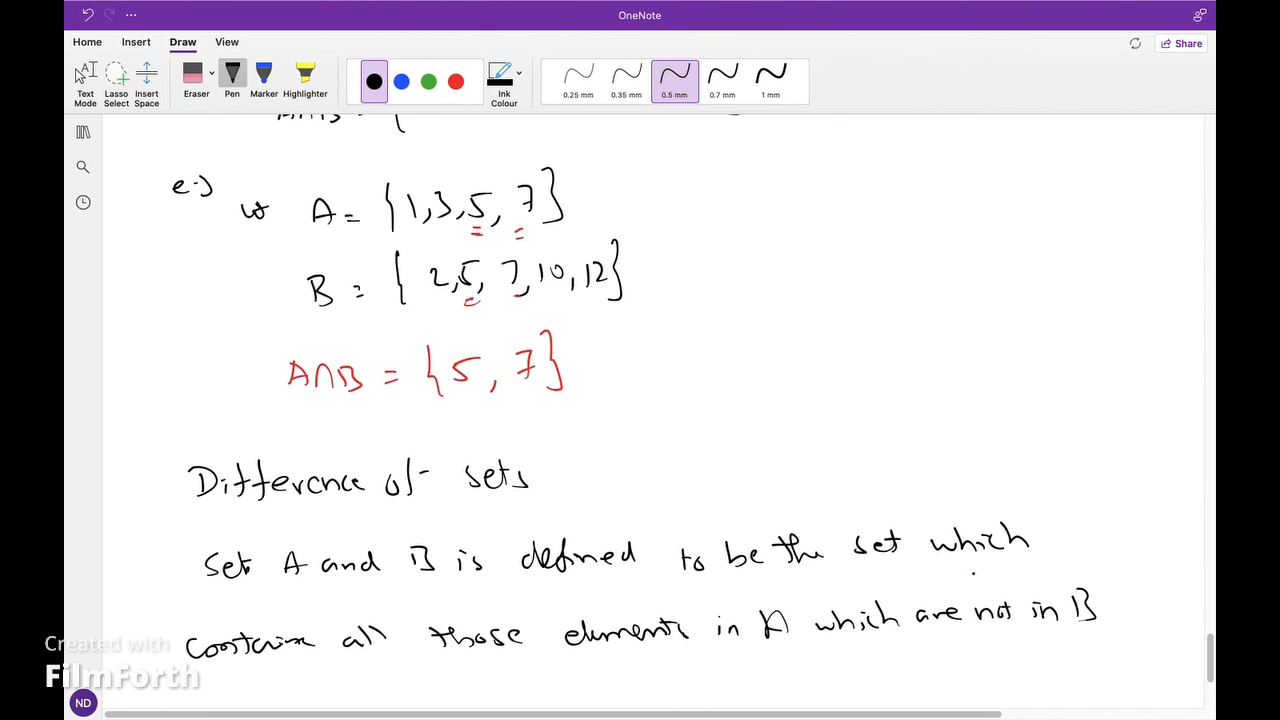 OneNote
Home Insert Draw View
Share
Text Mode
Lasso Select
Insert Space
Eraser
Pen
Marker
Highlighter
Ink Colour
0.25 mm
0.35 mm
0.5 mm
0.7 mm
1 mm
A∩B = {
A = {1, 3, 5, 7}
B = { 2, 5, 7, 10, 12}
A∩B = {5, 7}
Difference of sets
Set A and B is defined to be the set which
contains all those elements in A which are not in B
Created with
FilmForth
ND